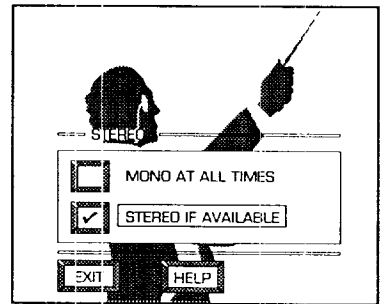 STEREO
MONO AT ALL TIMES
STEREO IF AVAILABLE
EXIT HELP